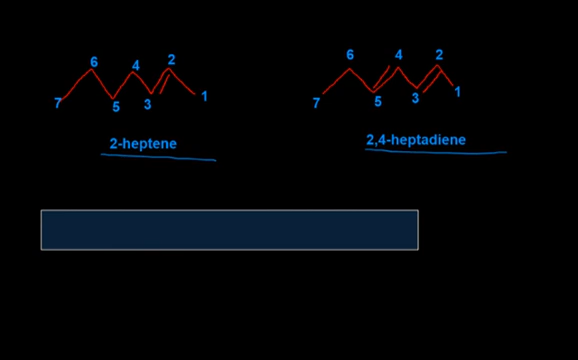 6 4 2
7 5 3 1
2-heptene
6 4 2
7 5 3 1
2,4-heptadiene